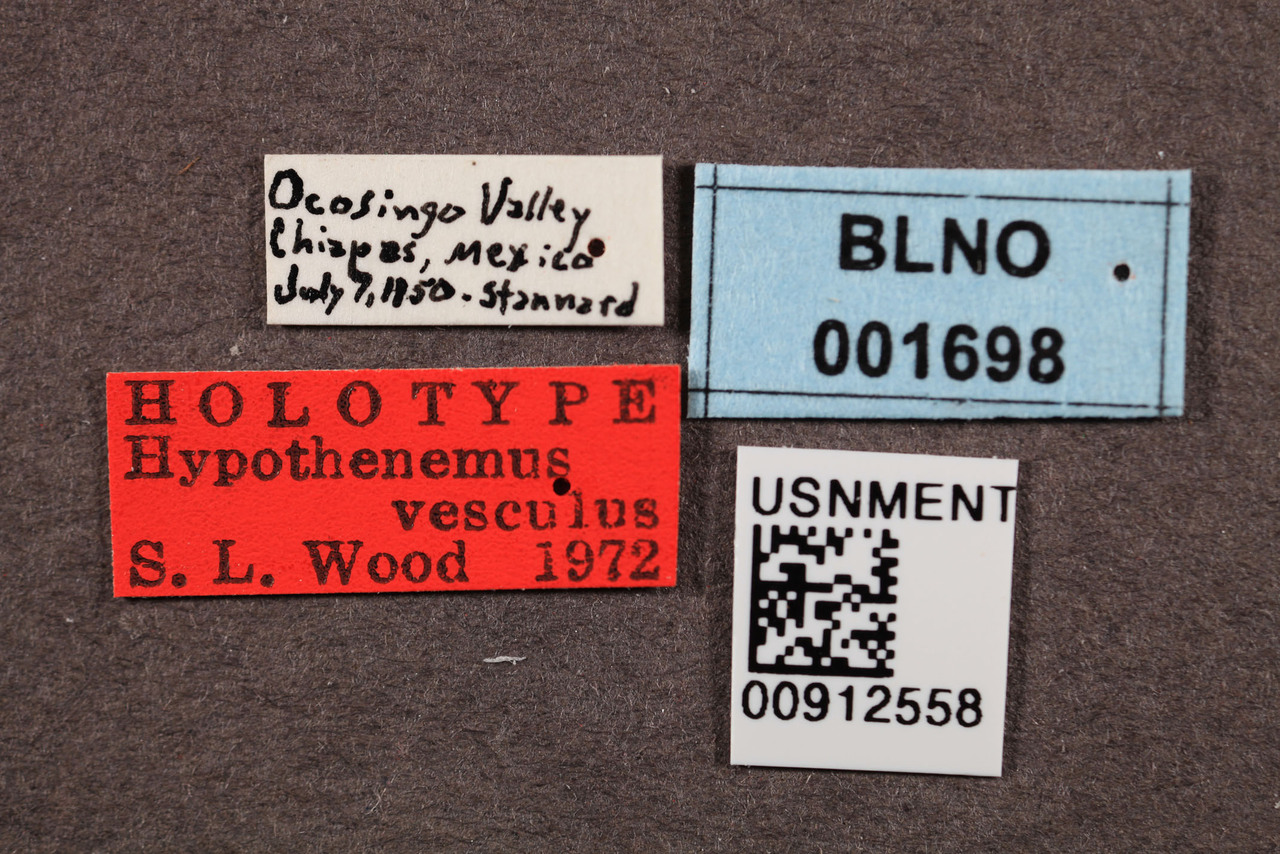 Ocosingo Valley
Chiapas, Mexico
July 7, 1950. Stannard
BLNO
001698
HOLOTYPE
Hypothenemus
vesculus
S. L. Wood 1972
USNMENT
00912558